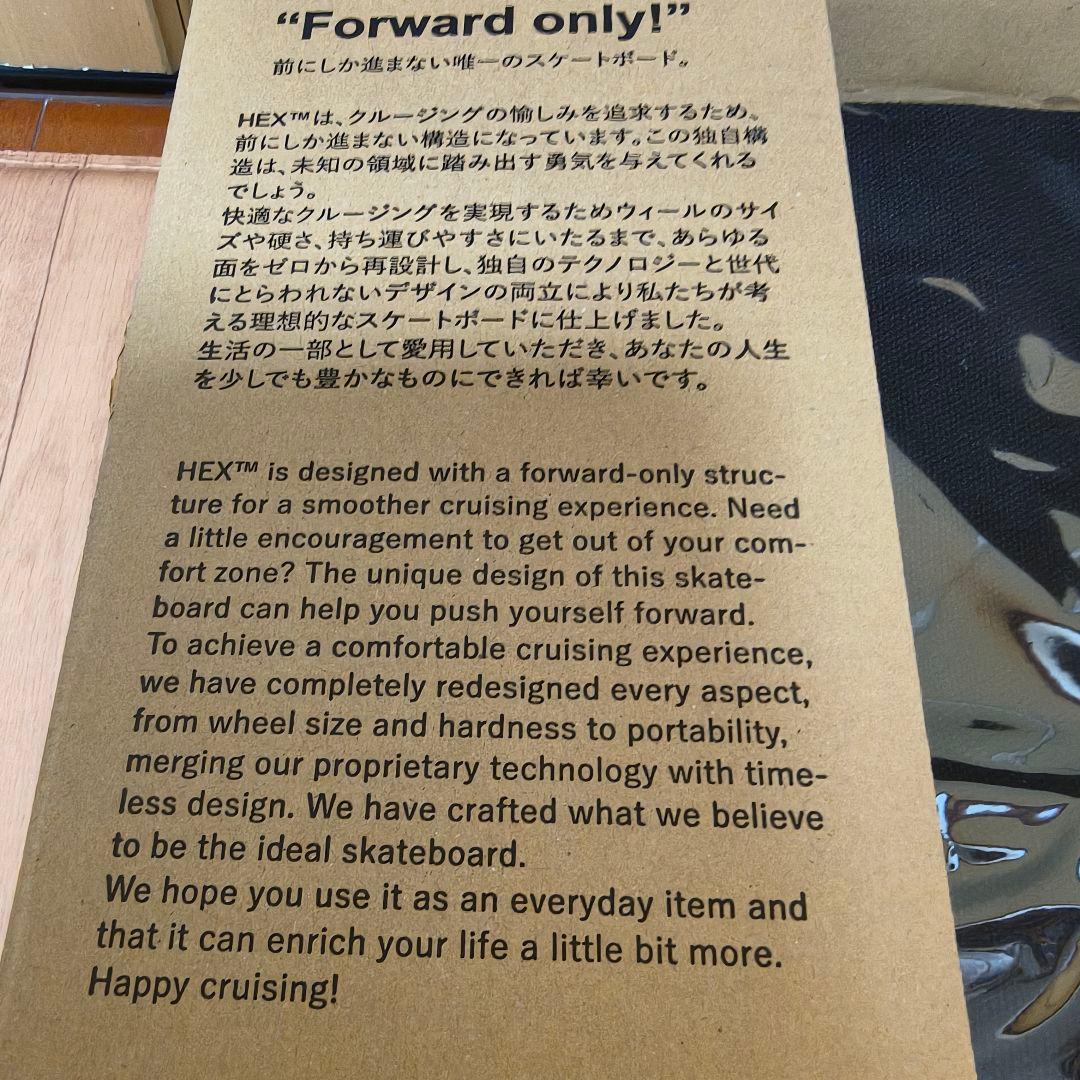 “Forward only!”
前にしか進まない唯一のスケートボード。
HEX™は、クルージングの愉しみを追求するため、
前にしか進まない構造になっています。この独自構
造は、未知の領域に踏み出す勇気を与えてくれる
でしょう。
快適なクルージングを実現するためウィールのサイ
ズや硬さ、持ち運びやすさにいたるまで、あらゆる
面をゼロから再設計し、独自のテクノロジーと世代
にとらわれないデザインの両立により私たちが考
える理想的なスケートボードに仕上げました。
生活の一部として愛用していただき、あなたの人生
を少しでも豊かなものにできれば幸いです。
HEX™ is designed with a forward-only struc-
ture for a smoother cruising experience. Need
a little encouragement to get out of your com-
fort zone? The unique design of this skate-
board can help you push yourself forward.
To achieve a comfortable cruising experience,
we have completely redesigned every aspect,
from wheel size and hardness to portability,
merging our proprietary technology with time-
less design. We have crafted what we believe
to be the ideal skateboard.
We hope you use it as an everyday item and
that it can enrich your life a little bit more.
Happy cruising!